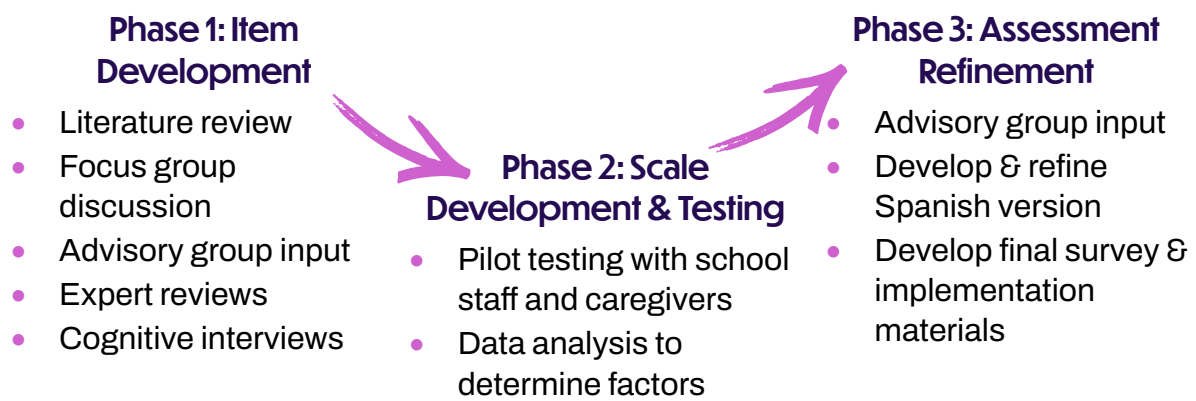 Phase 1: Item
Development
• Literature review
• Focus group
discussion
• Advisory group input
• Expert reviews
• Cognitive interviews
Phase 2: Scale
Development & Testing
• Pilot testing with school
staff and caregivers
• Data analysis to
determine factors
Phase 3: Assessment
Refinement
• Advisory group input
• Develop & refine
Spanish version
• Develop final survey &
implementation
materials